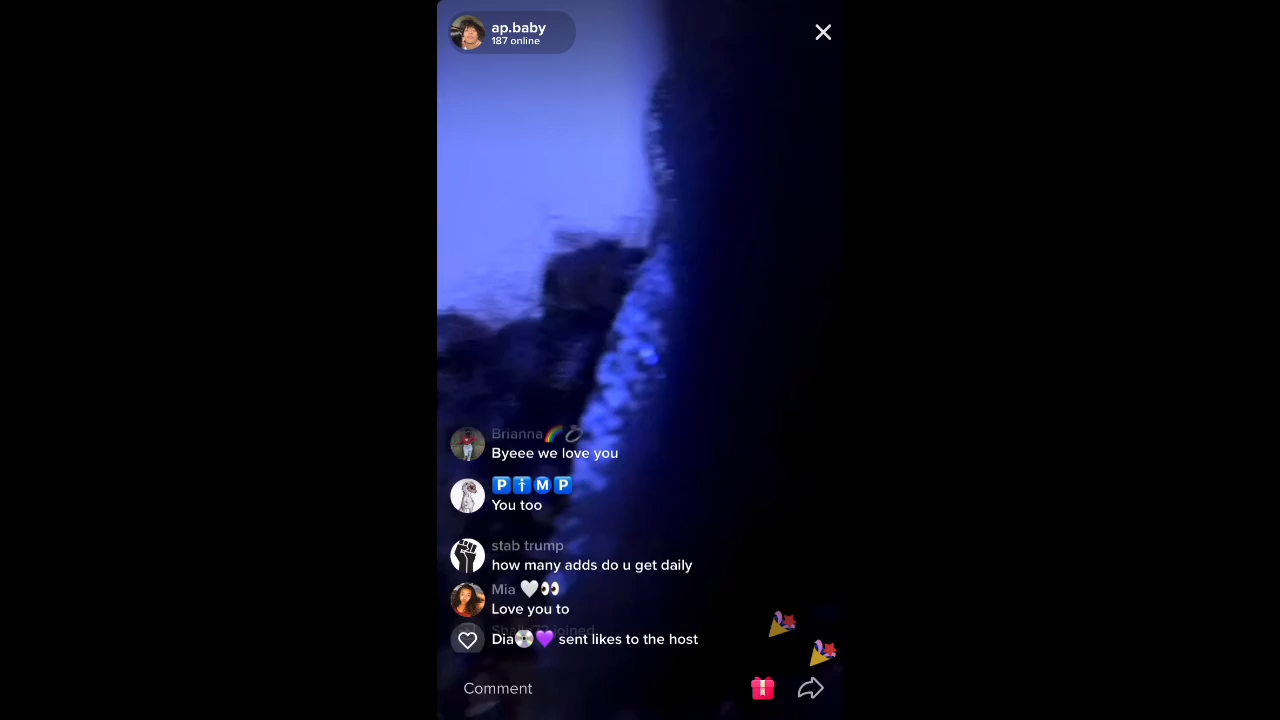 ap.baby
187 online
Brianna🌈💍
Byeee we love you
🅿️ℹ️Ⓜ️🅿️
You too
stab trump
how many adds do u get daily
Mia 🤍👀
Love you to
joined
Dia💿💜 sent likes to the host
Comment